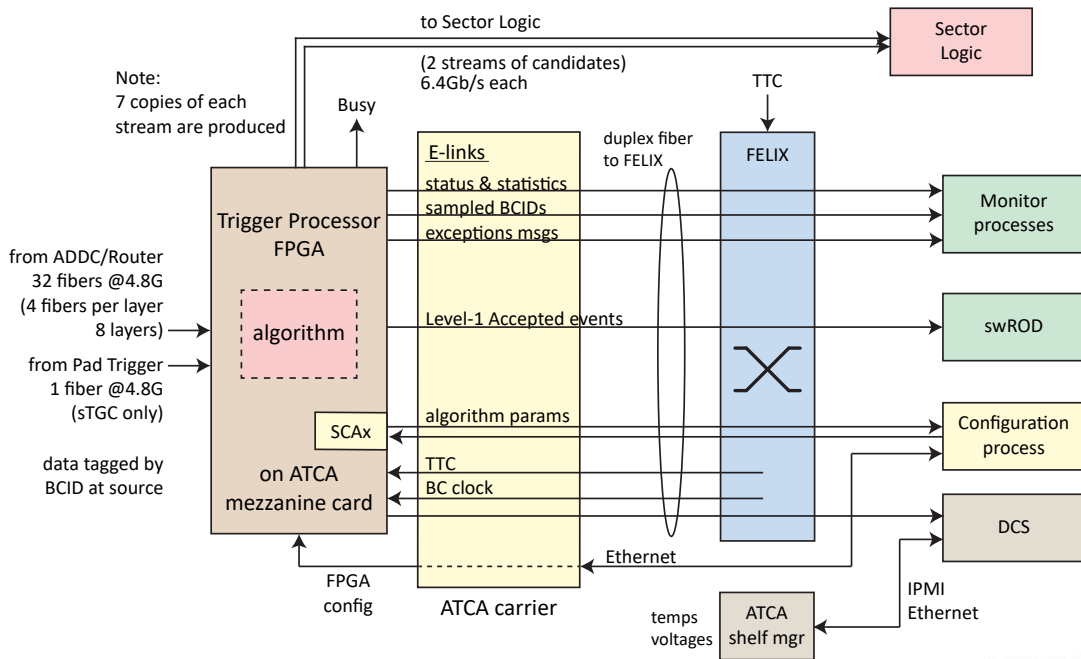 to Sector Logic
Sector
Logic
(2 streams of candidates)
6.4Gb/s each
Note:
7 copies of each
stream are produced
Busy
TTC
E-links
duplex fiber
to FELIX
FELIX
status & statistics
sampled BCIDs
exceptions msgs
Monitor
processes
Trigger Processor
FPGA
from ADDC/Router
32 fibers @4.8G
(4 fibers per layer
8 layers)
algorithm
Level-1 Accepted events
swROD
from Pad Trigger
1 fiber @4.8G
(sTGC only)
SCAx
algorithm params
Configuration
process
data tagged by
BCID at source
on ATCA
mezzanine card
TTC
BC clock
DCS
Ethernet
FPGA
config
ATCA carrier
IPMI
Ethernet
temps
voltages
ATCA
shelf mgr